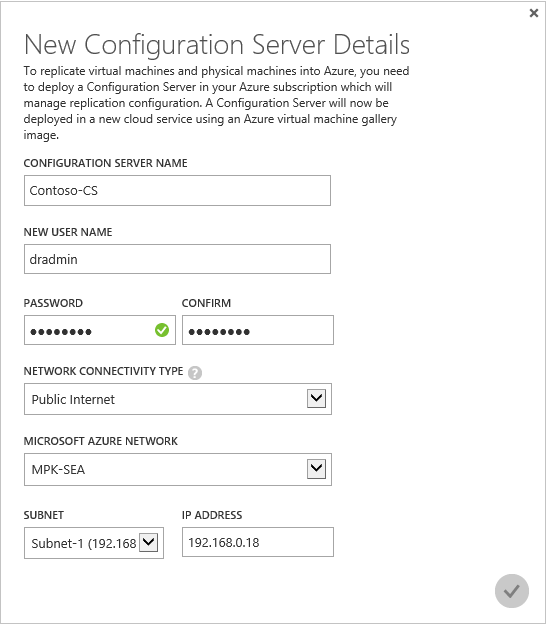 New Configuration Server Details
To replicate virtual machines and physical machines into Azure, you need
to deploy a Configuration Server in your Azure subscription which will
manage replication configuration. A Configuration Server will now be
deployed in a new cloud service using an Azure virtual machine gallery
image.
CONFIGURATION SERVER NAME
Contoso-CS
NEW USER NAME
dradmin
PASSWORD CONFIRM
●●●●●●●● ●●●●●●●●
NETWORK CONNECTIVITY TYPE ?
Public Internet
MICROSOFT AZURE NETWORK
MPK-SEA
SUBNET IP ADDRESS
Subnet-1 (192.168 192.168.0.18